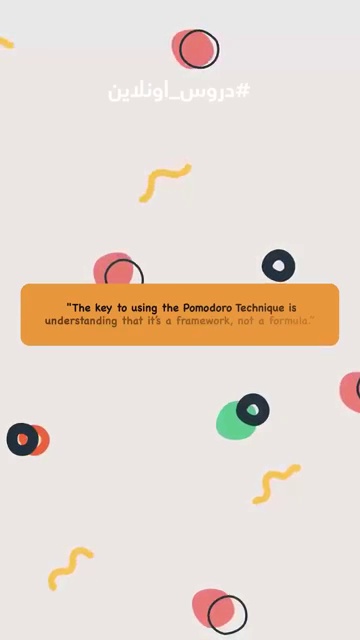 #دروس_اونلاين
"The key to using the Pomodoro Technique is
understanding that it's a framework, not a formula."